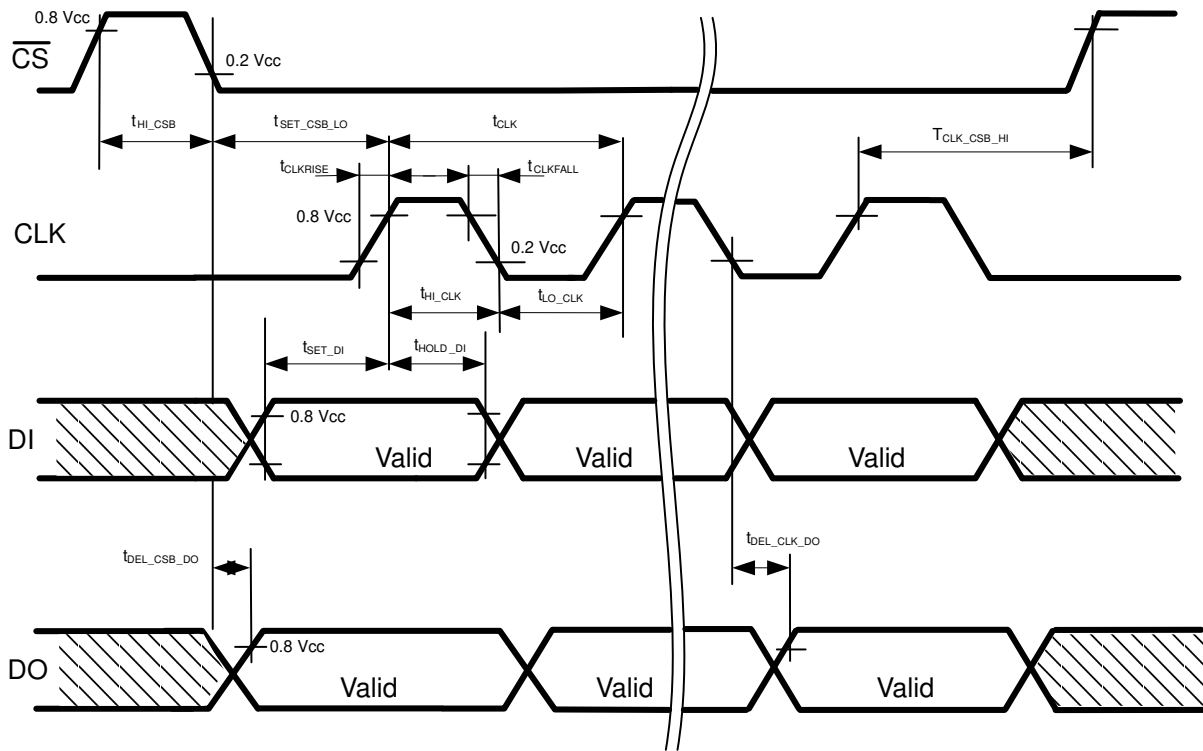 0.8 Vcc
CS
0.2 Vcc
tHI_CSB
tSET_CSB_LO
tCLK
TCLK_CSB_HI
tCLKRISE
tCLKFALL
0.8 Vcc
CLK
0.2 Vcc
tHI_CLK
tLO_CLK
tSET_DI
tHOLD_DI
0.8 Vcc
DI
Valid
Valid
Valid
tDEL_CSB_DO
tDEL_CLK_DO
0.8 Vcc
DO
Valid
Valid
Valid